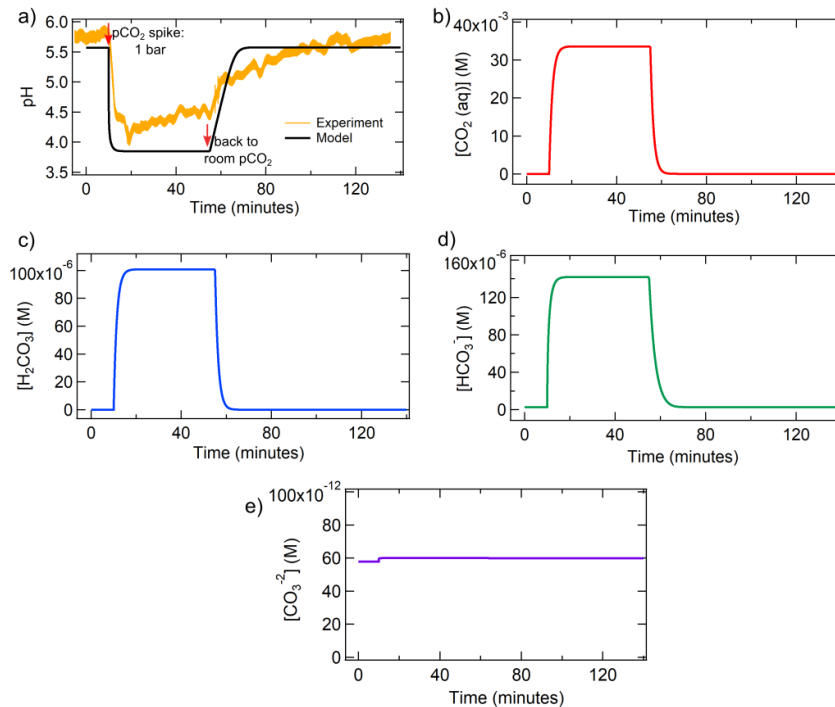 a)
pCO₂ spike:
1 bar
6.0
5.5
5.0
4.5
4.0
3.5
pH
Experiment
Model
back to
room pCO₂
0
40
80
120
Time (minutes)
b)
40x10⁻³
30
20
10
0
[CO₂ (aq)] (M)
0
40
80
120
Time (minutes)
c)
100x10⁻⁶
80
60
40
20
0
[H₂CO₃] (M)
0
40
80
120
Time (minutes)
d)
160x10⁻⁶
120
80
40
0
[HCO₃⁻] (M)
0
40
80
120
Time (minutes)
e)
100x10⁻¹²
80
60
40
20
0
[CO₃⁻²] (M)
0
40
80
120
Time (minutes)